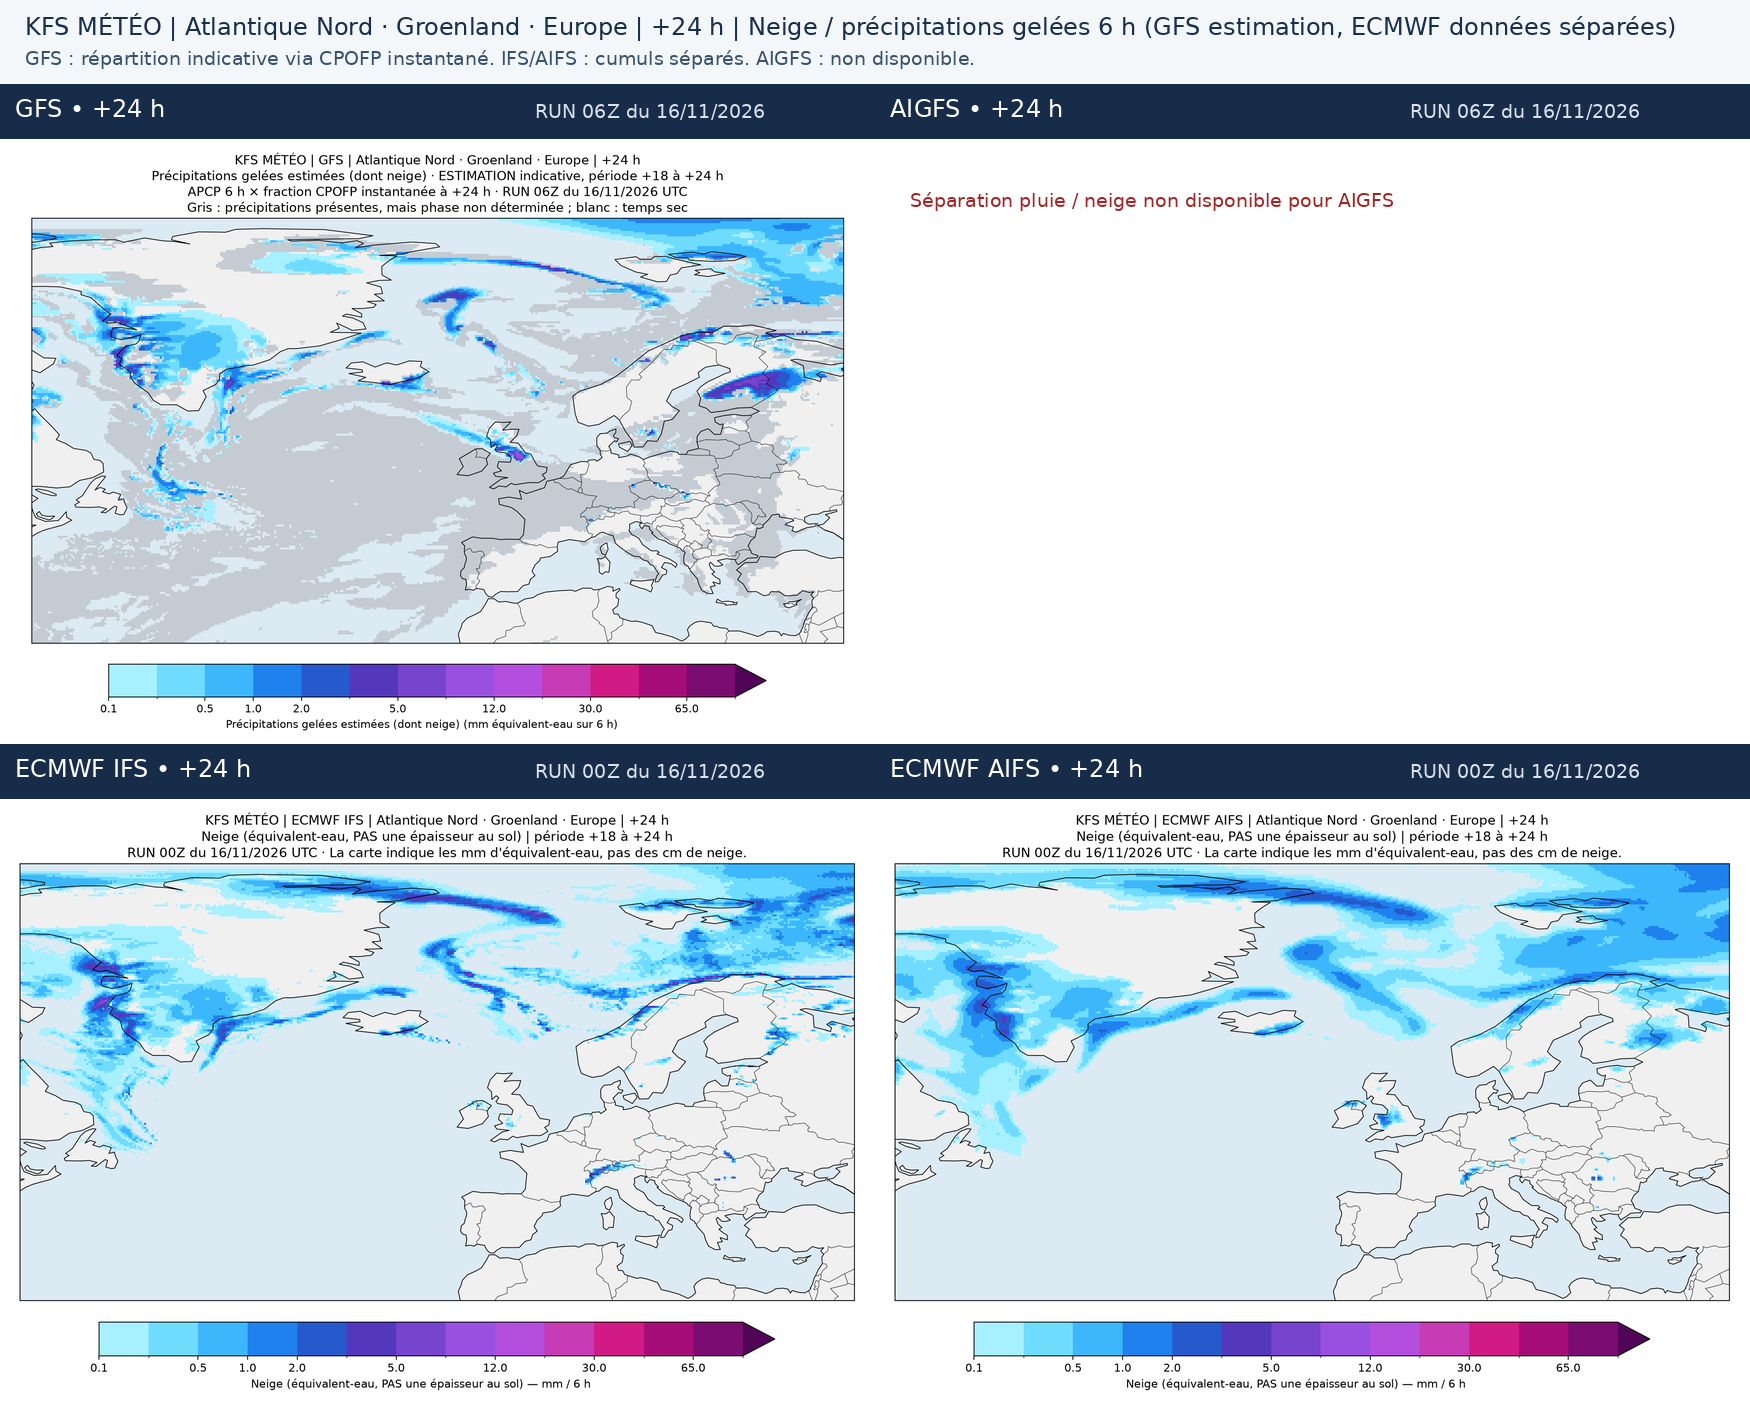 KFS MÉTÉO | Atlantique Nord · Groenland · Europe | +24 h | Neige / précipitations gelées 6 h (GFS estimation, ECMWF données séparées)
GFS : répartition indicative via CPOFP instantané. IFS/AIFS : cumuls séparés. AIGFS : non disponible.
GFS • +24 h
RUN 06Z du 16/11/2026
AIGFS • +24 h
RUN 06Z du 16/11/2026
KFS MÉTÉO | GFS | Atlantique Nord · Groenland · Europe | +24 h
Précipitations gelées estimées (dont neige) · ESTIMATION indicative, période +18 à +24 h
APCP 6 h × fraction CPOFP instantanée à +24 h · RUN 06Z du 16/11/2026 UTC
Gris : précipitations présentes, mais phase non déterminée ; blanc : temps sec
Séparation pluie / neige non disponible pour AIGFS
0.1 0.5 1.0 2.0 5.0 12.0 30.0 65.0
Précipitations gelées estimées (dont neige) (mm équivalent-eau sur 6 h)
ECMWF IFS • +24 h
RUN 00Z du 16/11/2026
ECMWF AIFS • +24 h
RUN 00Z du 16/11/2026
KFS MÉTÉO | ECMWF IFS | Atlantique Nord · Groenland · Europe | +24 h
Neige (équivalent-eau, PAS une épaisseur au sol) | période +18 à +24 h
RUN 00Z du 16/11/2026 UTC · La carte indique les mm d'équivalent-eau, pas des cm de neige.
KFS MÉTÉO | ECMWF AIFS | Atlantique Nord · Groenland · Europe | +24 h
Neige (équivalent-eau, PAS une épaisseur au sol) | période +18 à +24 h
RUN 00Z du 16/11/2026 UTC · La carte indique les mm d'équivalent-eau, pas des cm de neige.
0.1 0.5 1.0 2.0 5.0 12.0 30.0 65.0
Neige (équivalent-eau, PAS une épaisseur au sol) — mm / 6 h
0.1 0.5 1.0 2.0 5.0 12.0 30.0 65.0
Neige (équivalent-eau, PAS une épaisseur au sol) — mm / 6 h